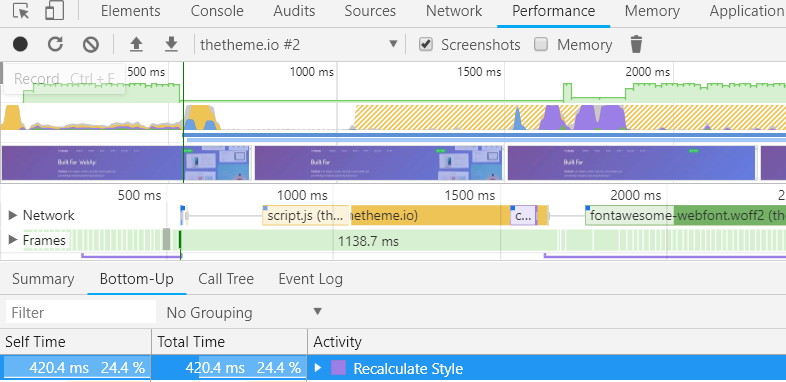 Elements Console Audits Sources Network Performance Memory Application
thetheme.io #2 Screenshots Memory
Record Ctrl + E
500 ms 1000 ms 1500 ms 2000 ms
Built for WebApp Built for Built for
500 ms 1000 ms 1500 ms 2000 ms 2
Network script.js (th... netheme.io) c... fontawesome-webfont.woff2 (the
Frames 1138.7 ms
Summary Bottom-Up Call Tree Event Log
Filter No Grouping
Self Time Total Time Activity
420.4 ms 24.4 % 420.4 ms 24.4 % Recalculate Style